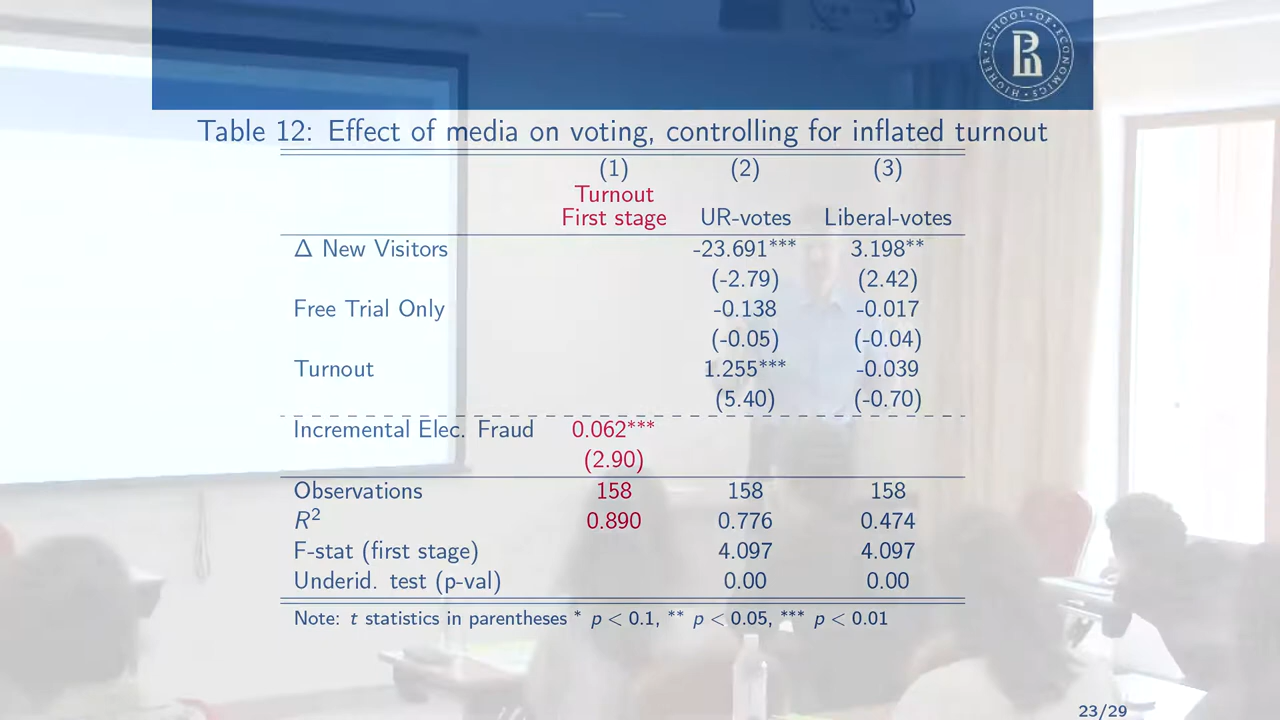 HIGHER · SCHOOL · OF · ECONOMICS
Table 12: Effect of media on voting, controlling for inflated turnout
(1) (2) (3)
Turnout
First stage UR-votes Liberal-votes
Δ New Visitors -23.691*** 3.198**
(-2.79) (2.42)
Free Trial Only -0.138 -0.017
(-0.05) (-0.04)
Turnout 1.255*** -0.039
(5.40) (-0.70)
Incremental Elec. Fraud 0.062***
(2.90)
Observations 158 158 158
R² 0.890 0.776 0.474
F-stat (first stage) 4.097 4.097
Underid. test (p-val) 0.00 0.00
Note: t statistics in parentheses * p < 0.1, ** p < 0.05, *** p < 0.01
23/29